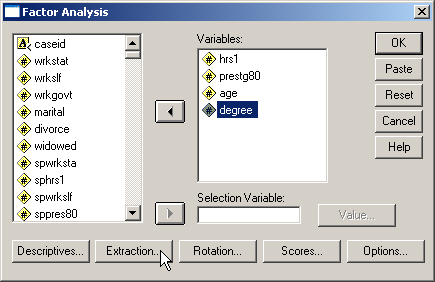 Factor Analysis
caseid
wrkstat
wrkslf
wrkgovt
marital
divorce
widowed
spwrksta
sphrs1
spwrkslf
sppres80
Variables:
hrs1
prestg80
age
degree
Selection Variable:
Value...
OK
Paste
Reset
Cancel
Help
Descriptives...
Extraction...
Rotation...
Scores...
Options...